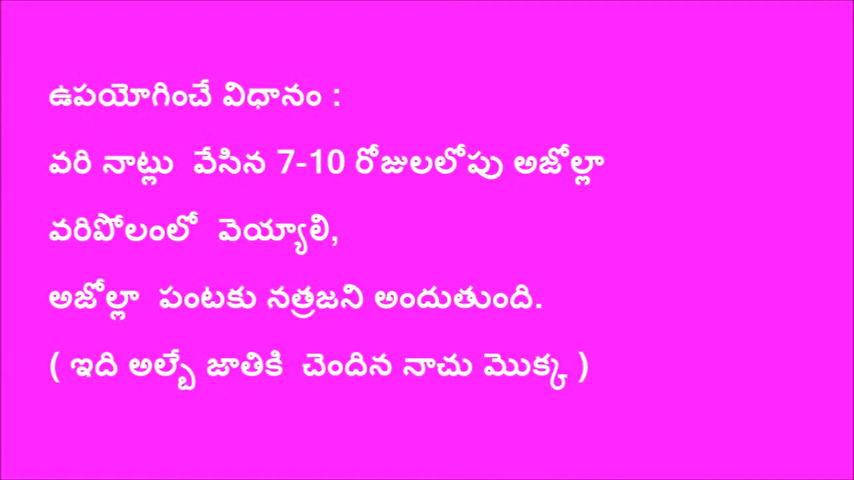 ఉపయోగించే విధానం :
వరి నాట్లు వేసిన 7-10 రోజులలోపు అజోల్లా
వరిపోలంలో వెయ్యాలి,
అజోల్లా పంటకు నత్రజని అందుతుంది.
( ఇది అల్బే జాతికి చెందిన నాచు మొక్క )